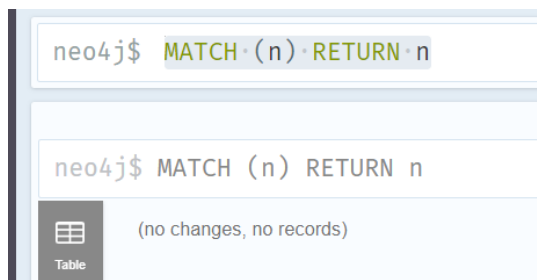 neo4j$ MATCH (n) RETURN n
neo4j$ MATCH (n) RETURN n
(no changes, no records)
Table